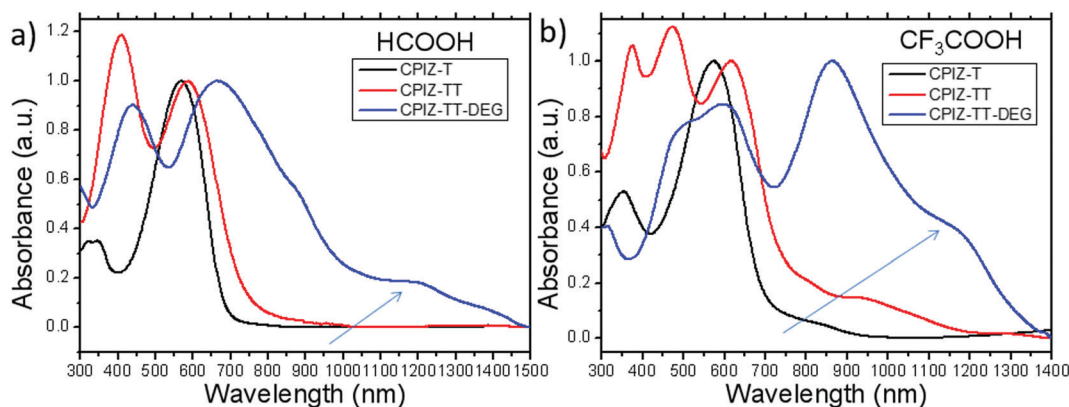 a)
HCOOH
CPIZ-T
CPIZ-TT
CPIZ-TT-DEG
Absorbance (a.u.)
1.2
1.0
0.8
0.6
0.4
0.2
0.0
300 400 500 600 700 800 900 1000 1100 1200 1300 1400 1500
Wavelength (nm)
b)
CF₃COOH
CPIZ-T
CPIZ-TT
CPIZ-TT-DEG
Absorbance (a.u.)
1.0
0.8
0.6
0.4
0.2
0.0
300 400 500 600 700 800 900 1000 1100 1200 1300 1400
Wavelength (nm)